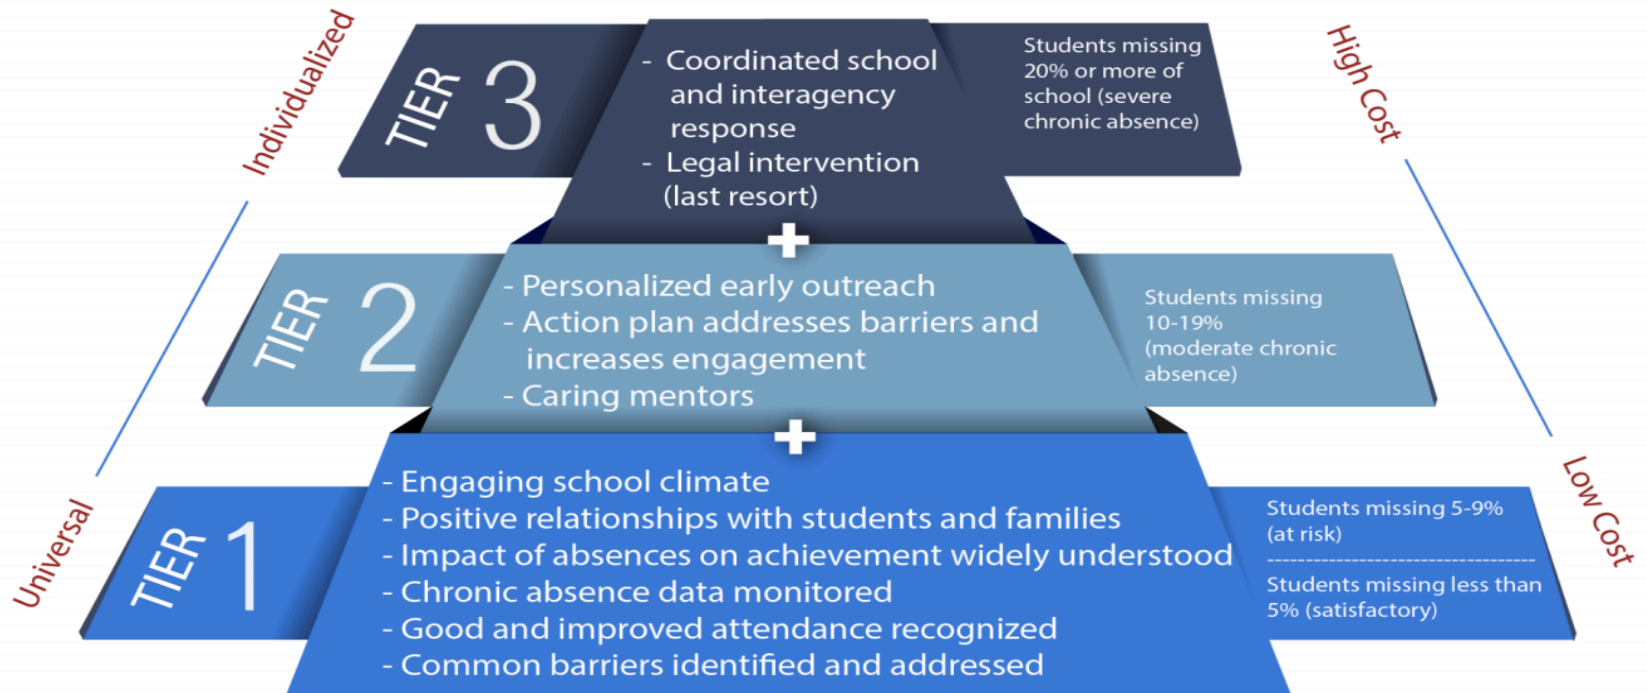 Individualized
TIER 3
- Coordinated school
and interagency
response
- Legal intervention
(last resort)
Students missing
20% or more of
school (severe
chronic absence)
High Cost
TIER 2
- Personalized early outreach
- Action plan addresses barriers and
increases engagement
- Caring mentors
Students missing
10-19%
(moderate chronic
absence)
Universal
TIER 1
- Engaging school climate
- Positive relationships with students and families
- Impact of absences on achievement widely understood
- Chronic absence data monitored
- Good and improved attendance recognized
- Common barriers identified and addressed
Students missing 5-9%
(at risk)
Students missing less than
5% (satisfactory)
Low Cost